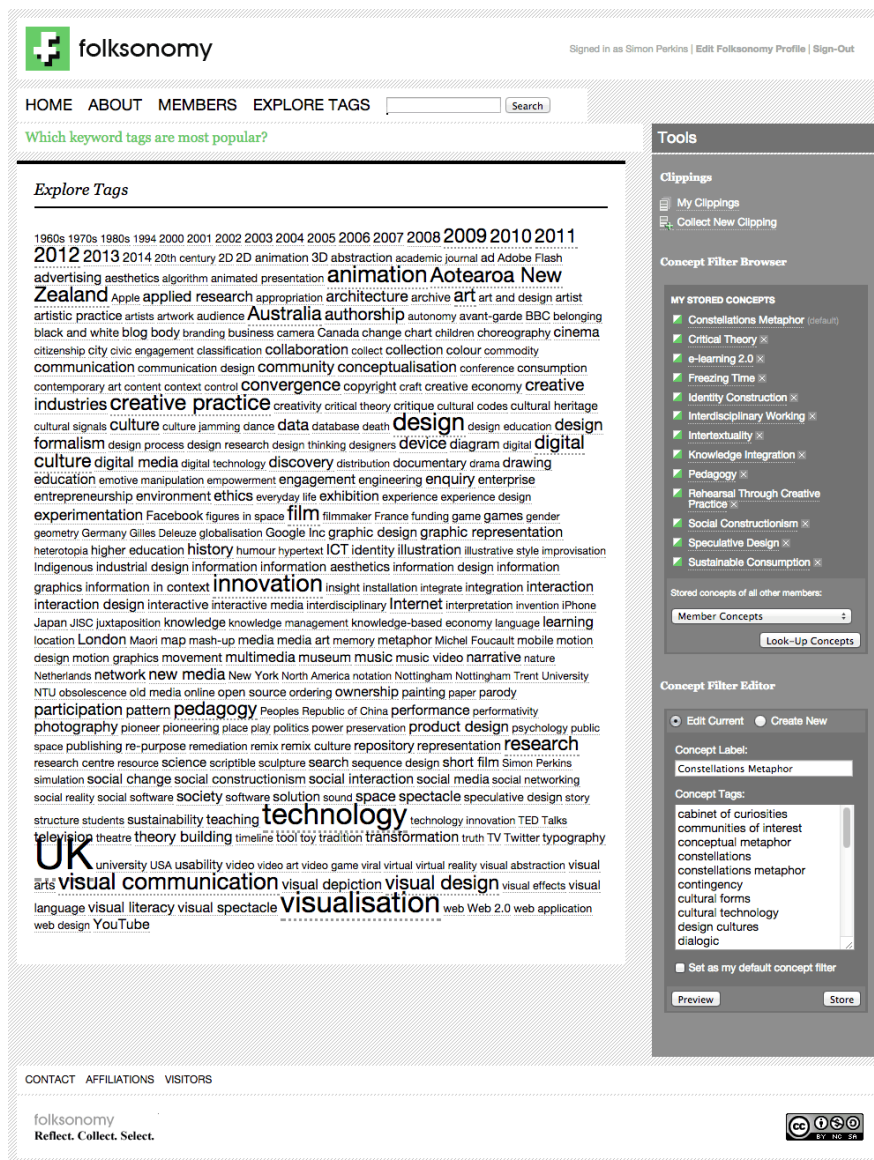 folksonomy
Signed in as Simon Perkins | Edit Folksonomy Profile | Sign-Out
HOME ABOUT MEMBERS EXPLORE TAGS Search
Which keyword tags are most popular?
Explore Tags
1960s 1970s 1980s 1994 2000 2001 2002 2003 2004 2005 2006 2007 2008 2009 2010 2011
2012 2013 2014 20th century 2D 2D animation 3D abstraction academic journal ad Adobe Flash
advertising aesthetics algorithm animated presentation animation Aotearoa New
Zealand Apple applied research appropriation architecture archive art art and design artist
artistic practice artists artwork audience Australia authorship autonomy avant-garde BBC belonging
black and white blog body branding business camera Canada change chart children choreography cinema
citizenship city civic engagement classification collaboration collect collection colour commodity
communication communication design community conceptualisation conference consumption
contemporary art content context control convergence copyright craft creative economy creative
industries creative practice creativity critical theory critique cultural codes cultural heritage
cultural signals culture culture jamming dance data database death design design education design
formalism design process design research design thinking designers device diagram digital digital
culture digital media digital technology discovery distribution documentary drama drawing
education emotive manipulation empowerment engagement engineering enquiry enterprise
entrepreneurship environment ethics everyday life exhibition experience experience design
experimentation Facebook figures in space film filmmaker France funding game games gender
geometry Germany Gilles Deleuze globalisation Google Inc graphic design graphic representation
heterotopia higher education history humour hypertext ICT identity illustration illustrative style improvisation
Indigenous industrial design information information aesthetics information design information
graphics information in context innovation insight installation integrate integration interaction
interaction design interactive interactive media interdisciplinary Internet interpretation invention iPhone
Japan JISC juxtaposition knowledge knowledge management knowledge-based economy language learning
location London Maori map mash-up media media art memory metaphor Michel Foucault mobile motion
design motion graphics movement multimedia museum music music video narrative nature
Netherlands network new media New York North America notation Nottingham Nottingham Trent University
NTU obsolescence old media online open source ordering ownership painting paper parody
participation pattern pedagogy Peoples Republic of China performance performativity
photography pioneer pioneering place play politics power preservation product design psychology public
space publishing re-purpose remediation remix remix culture repository representation research
research centre resource science scriptible sculpture search sequence design short film Simon Perkins
simulation social change social constructionism social interaction social media social networking
social reality social software society software solution sound space spectacle speculative design story
structure students sustainability teaching technology technology innovation TED Talks
television theatre theory building timeline tool toy tradition transformation truth TV Twitter typography
UK university USA usability video video art video game viral virtual virtual reality visual abstraction visual
arts visual communication visual depiction visual design visual effects visual
language visual literacy visual spectacle visualisation web Web 2.0 web application
web design YouTube
Tools
Clippings
My Clippings
Collect New Clipping
Concept Filter Browser
MY STORED CONCEPTS
Constellations Metaphor (default)
Critical Theory
e-learning 2.0
Freezing Time
Identity Construction
Interdisciplinary Working
Intertextuality
Knowledge Integration
Pedagogy
Rehearsal Through Creative
Practice
Social Constructionism
Speculative Design
Sustainable Consumption
Stored concepts of all other members:
Member Concepts
Look-Up Concepts
Concept Filter Editor
Edit Current Create New
Concept Label:
Constellations Metaphor
Concept Tags:
cabinet of curiosities
communities of interest
conceptual metaphor
constellations
constellations metaphor
contingency
cultural forms
cultural technology
design cultures
dialogic
Set as my default concept filter
Preview Store
CONTACT AFFILIATIONS VISITORS
folksonomy
Reflect. Collect. Select.
cc
BY NC SA